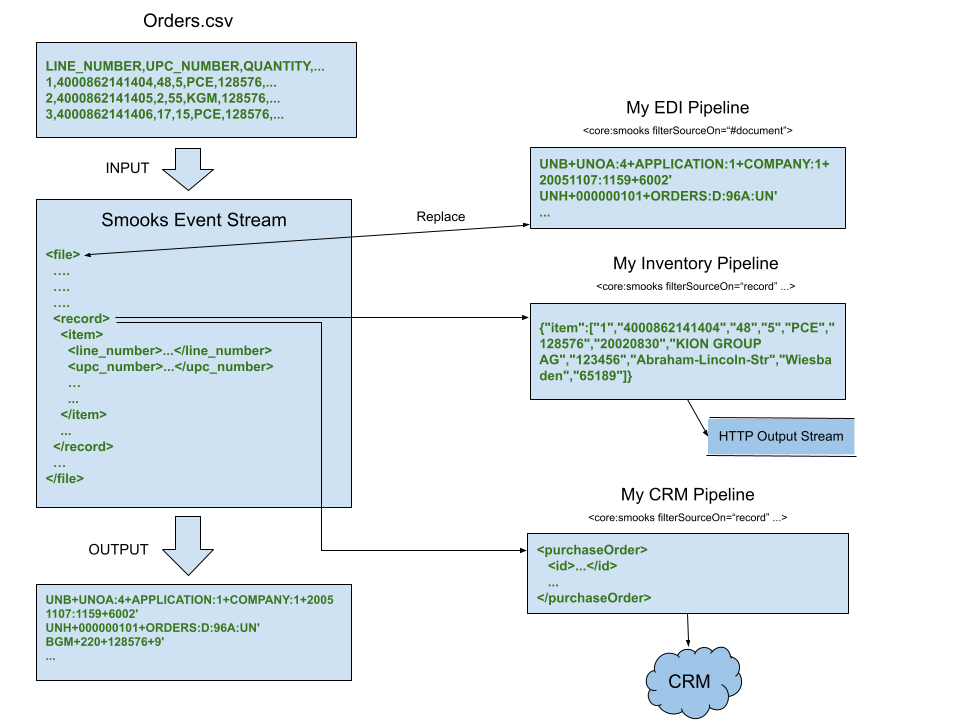 Orders.csv
LINE_NUMBER,UPC_NUMBER,QUANTITY,...
1,4000862141404,48,5,PCE,128576,...
2,4000862141405,2,55,KGM,128576,...
3,4000862141406,17,15,PCE,128576,...
INPUT
Smooks Event Stream
<file>
....
....
....
<record>
<item>
<line_number>...</line_number>
<upc_number>...</upc_number>
...
...
</item>
...
</record>
...
</file>
OUTPUT
UNB+UNOA:4+APPLICATION:1+COMPANY:1+2005
1107:1159+6002'
UNH+000000101+ORDERS:D:96A:UN'
BGM+220+128576+9'
...
Replace
My EDI Pipeline
<core:smooks filterSourceOn=“#document”>
UNB+UNOA:4+APPLICATION:1+COMPANY:1+
20051107:1159+6002'
UNH+000000101+ORDERS:D:96A:UN'
...
My Inventory Pipeline
<core:smooks filterSourceOn=“record” ...>
{"item":["1","4000862141404","48","5","PCE","
128576","20020830","KION GROUP
AG","123456","Abraham-Lincoln-Str","Wiesba
den","65189"]}
HTTP Output Stream
My CRM Pipeline
<core:smooks filterSourceOn=“record” ...>
<purchaseOrder>
<id>...</id>
...
</purchaseOrder>
CRM